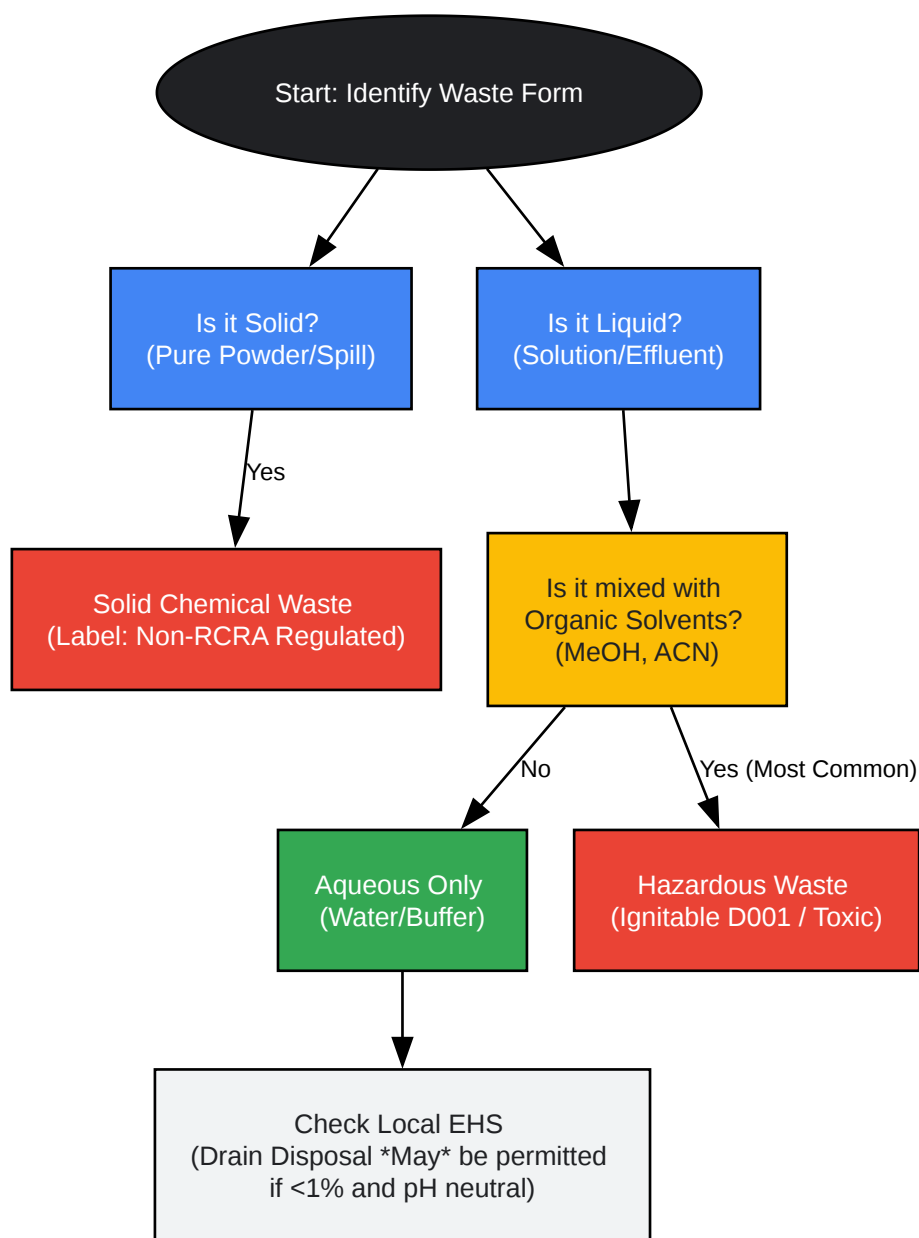 Start: Identify Waste Form
Is it Solid?
(Pure Powder/Spill)
Is it Liquid?
(Solution/Effluent)
Yes
Solid Chemical Waste
(Label: Non-RCRA Regulated)
Is it mixed with
Organic Solvents?
(MeOH, ACN)
No
Yes (Most Common)
Aqueous Only
(Water/Buffer)
Hazardous Waste
(Ignitable D001 / Toxic)
Check Local EHS
(Drain Disposal *May* be permitted
if <1% and pH neutral)